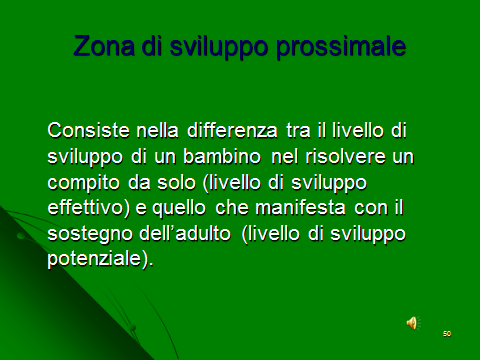 Zona di sviluppo prossimale
Consiste nella differenza tra il livello di
sviluppo di un bambino nel risolvere un
compito da solo (livello di sviluppo
effettivo) e quello che manifesta con il
sostegno dell'adulto (livello di sviluppo
potenziale).
50